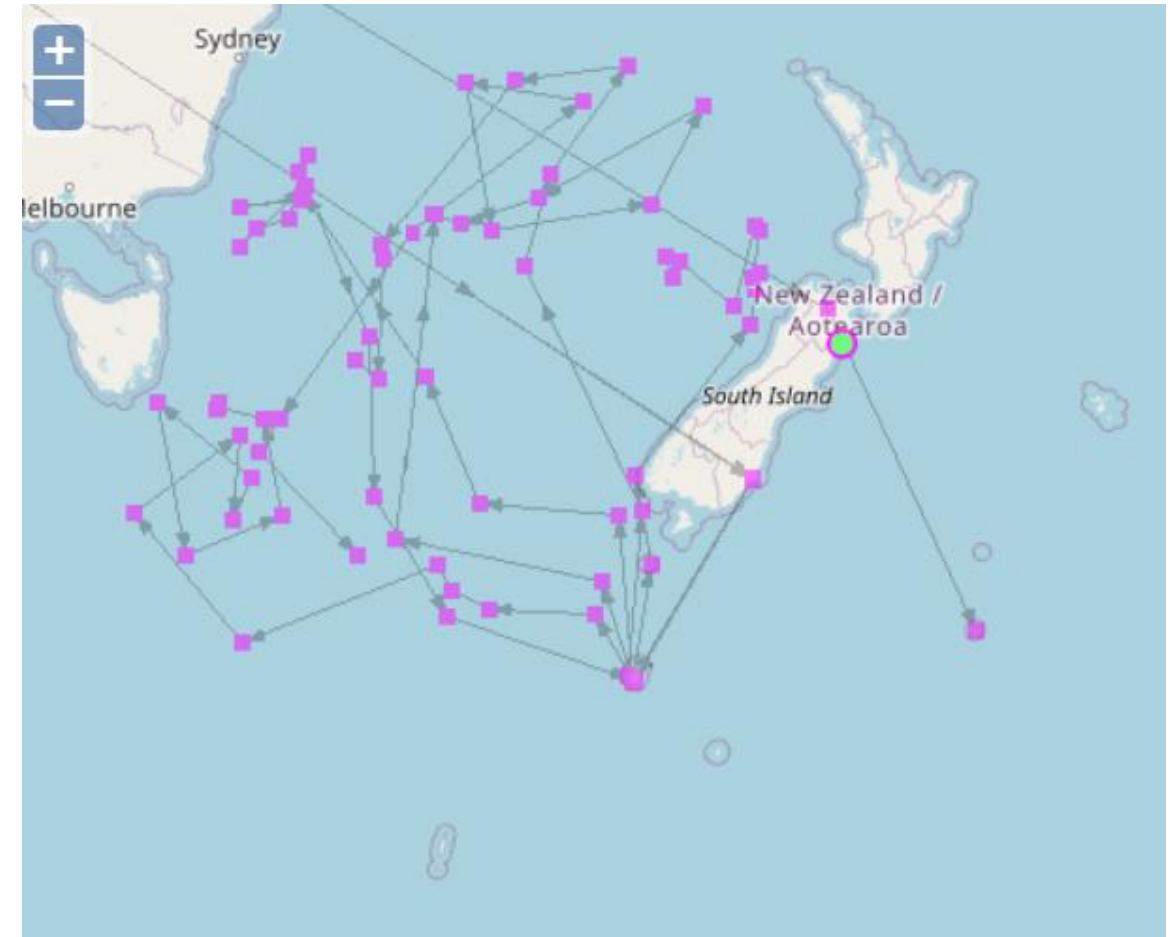 +
Sydney
−
lelbourne
New Zealand /
Aotearoa
South Island